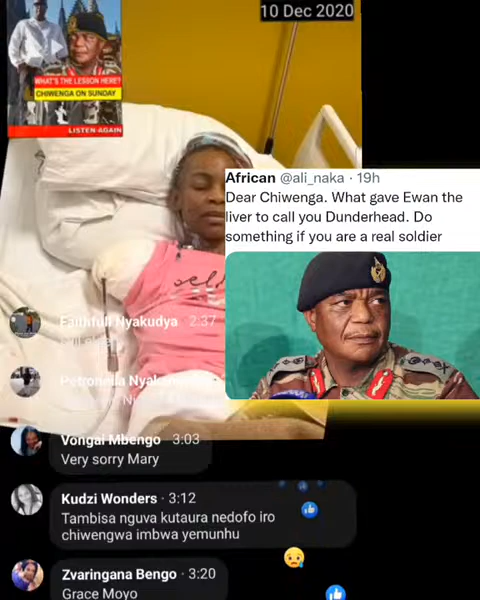 10 Dec 2020
WHAT'S THE LESSON HERE?
CHIWENGA ON SUNDAY
LISTEN AGAIN
African @ali_naka · 19h
Dear Chiwenga. What gave Ewan the
liver to call you Dunderhead. Do
something if you are a real soldier
Faithfull Nyakudya 2:37
Petronella
Vongai Mbengo · 3:03
Very sorry Mary
Kudzi Wonders · 3:12
Tambisa nguva kutaura nedofo iro
chiwengwa imbwa yemunhu
Zvaringana Bengo · 3:20
Grace Moyo